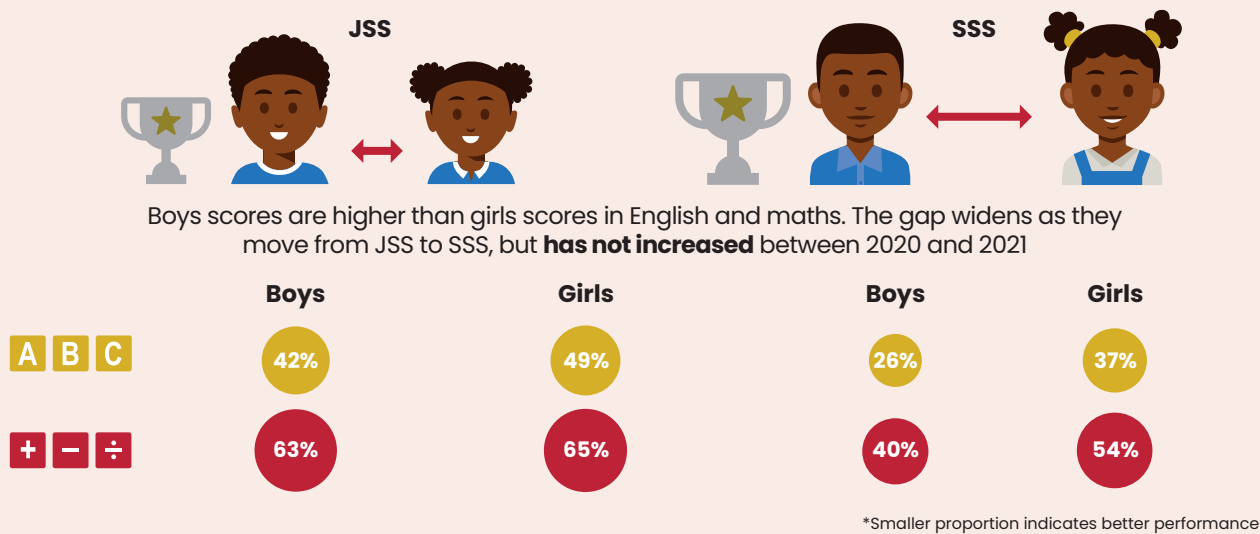 JSS
SSS
Boys scores are higher than girls scores in English and maths. The gap widens as they
move from JSS to SSS, but has not increased between 2020 and 2021
Boys Girls Boys Girls
A B C 42% 49% 26% 37%
+ − ÷ 63% 65% 40% 54%
*Smaller proportion indicates better performance